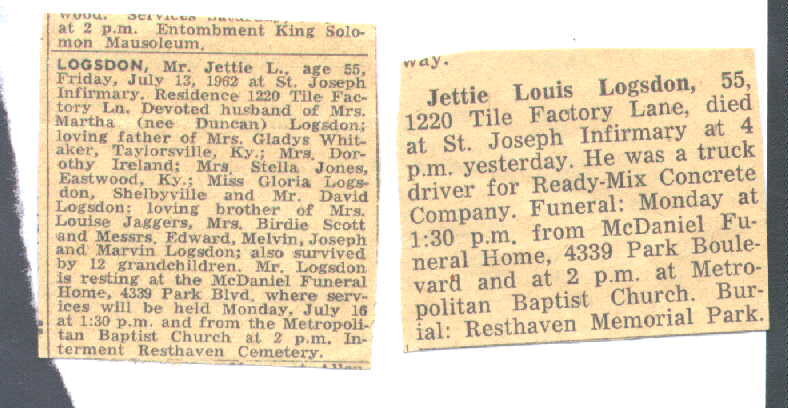 at 2 p.m. Entombment King Solo-
mon Mausoleum.
LOGSDON, Mr. Jettie L., age 55,
Friday, July 13, 1962 at St. Joseph
Infirmary. Residence 1220 Tile Fac-
tory Ln. Devoted husband of Mrs.
Martha (nee Duncan) Logsdon;
loving father of Mrs. Gladys Whit-
aker, Taylorsville, Ky.; Mrs. Dor-
othy Ireland; Mrs. Stella Jones,
Eastwood, Ky.; Miss Gloria Logs-
don, Shelbyville and Mr. David
Logsdon; loving brother of Mrs.
Louise Jaggers, Mrs. Birdie Scott
and Messrs. Edward, Melvin, Joseph
and Marvin Logsdon; also survived
by 12 grandchildren. Mr. Logsdon
is resting at the McDaniel Funeral
Home, 4339 Park Blvd. where serv-
ices will be held Monday, July 16
at 1:30 p.m. and from the Metropoli-
tan Baptist Church at 2 p.m. In-
terment Resthaven Cemetery.
way.
Jettie Louis Logsdon, 55,
1220 Tile Factory Lane, died
at St. Joseph Infirmary at 4
p.m. yesterday. He was a truck
driver for Ready-Mix Concrete
Company. Funeral: Monday at
1:30 p.m. from McDaniel Fu-
neral Home, 4339 Park Boule-
vard and at 2 p.m. at Metro-
politan Baptist Church. Bur-
ial: Resthaven Memorial Park.